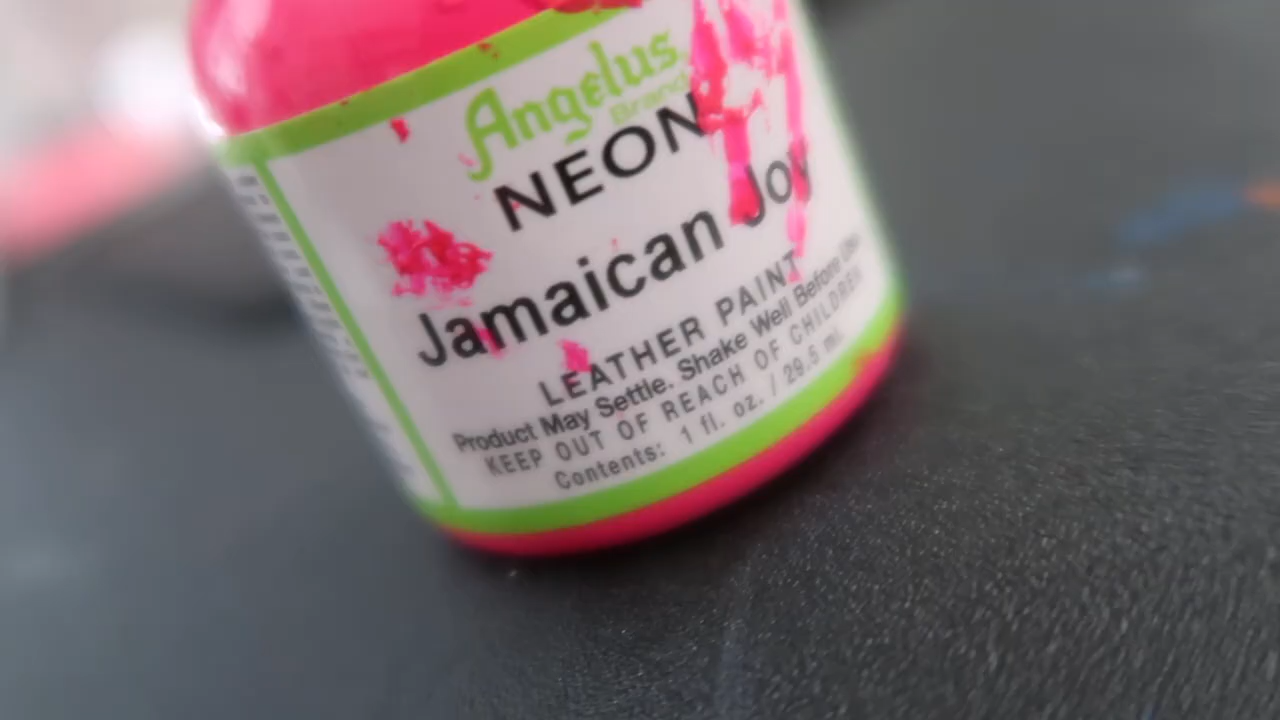 Angelus
Brand
NEON
Jamaican Joy
LEATHER PAINT
Product May Settle. Shake Well Before Use
KEEP OUT OF REACH OF CHILDREN
Contents: 1 fl. oz. / 29.5 ml.